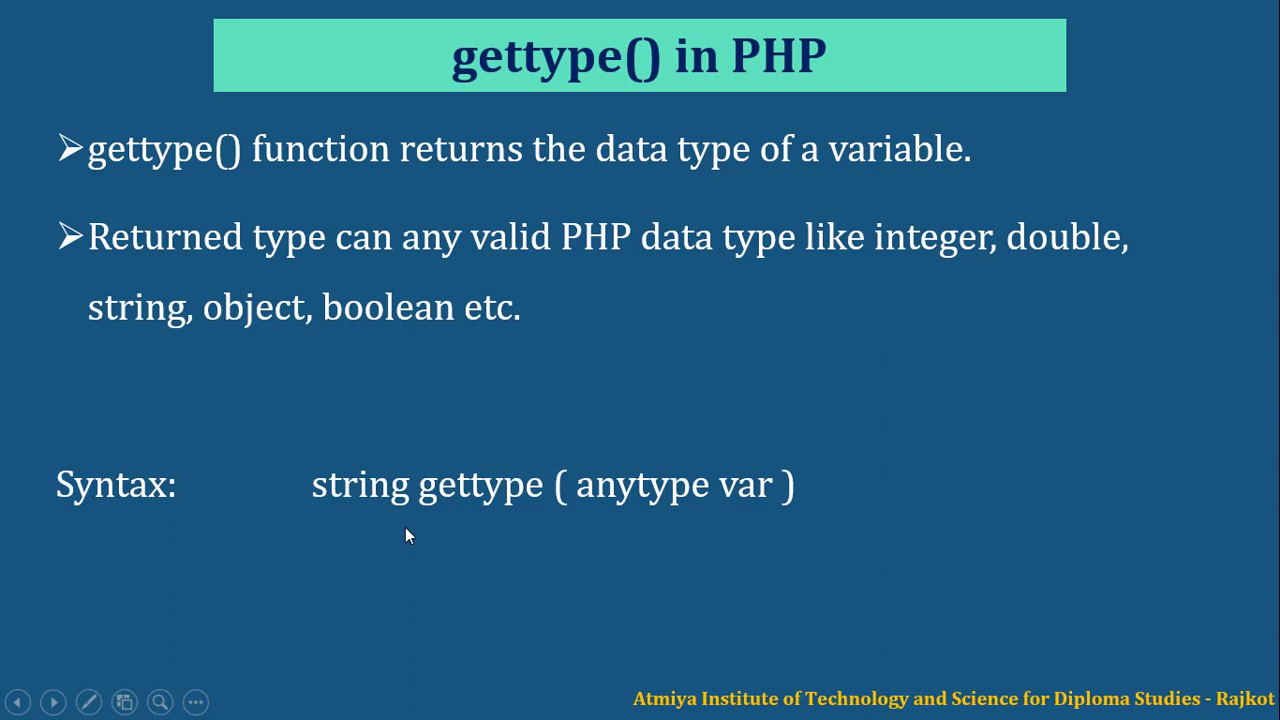 gettype() in PHP
➢gettype() function returns the data type of a variable.
➢Returned type can any valid PHP data type like integer, double,
string, object, boolean etc.
Syntax: string gettype ( anytype var )
Atmiya Institute of Technology and Science for Diploma Studies - Rajkot